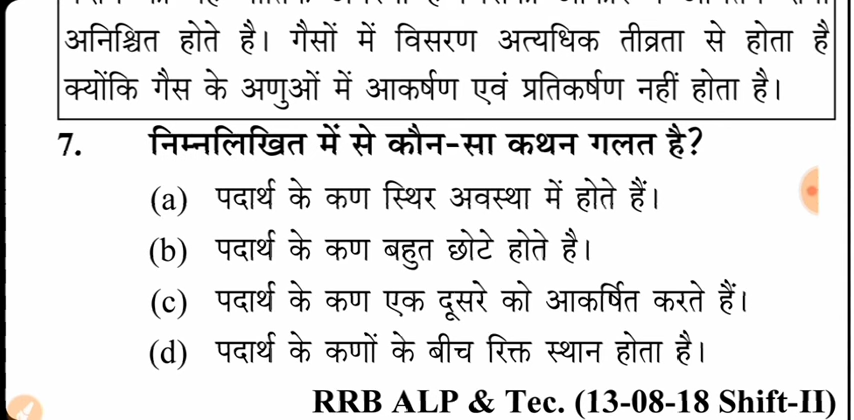 अनिश्चित होते है। गैसों में विसरण अत्यधिक तीव्रता से होता है
क्योंकि गैस के अणुओं में आकर्षण एवं प्रतिकर्षण नहीं होता है।
7. निम्नलिखित में से कौन-सा कथन गलत है?
(a) पदार्थ के कण स्थिर अवस्था में होते हैं।
(b) पदार्थ के कण बहुत छोटे होते है।
(c) पदार्थ के कण एक दूसरे को आकर्षित करते हैं।
(d) पदार्थ के कणों के बीच रिक्त स्थान होता है।
RRB ALP & Tec. (13-08-18 Shift-II)